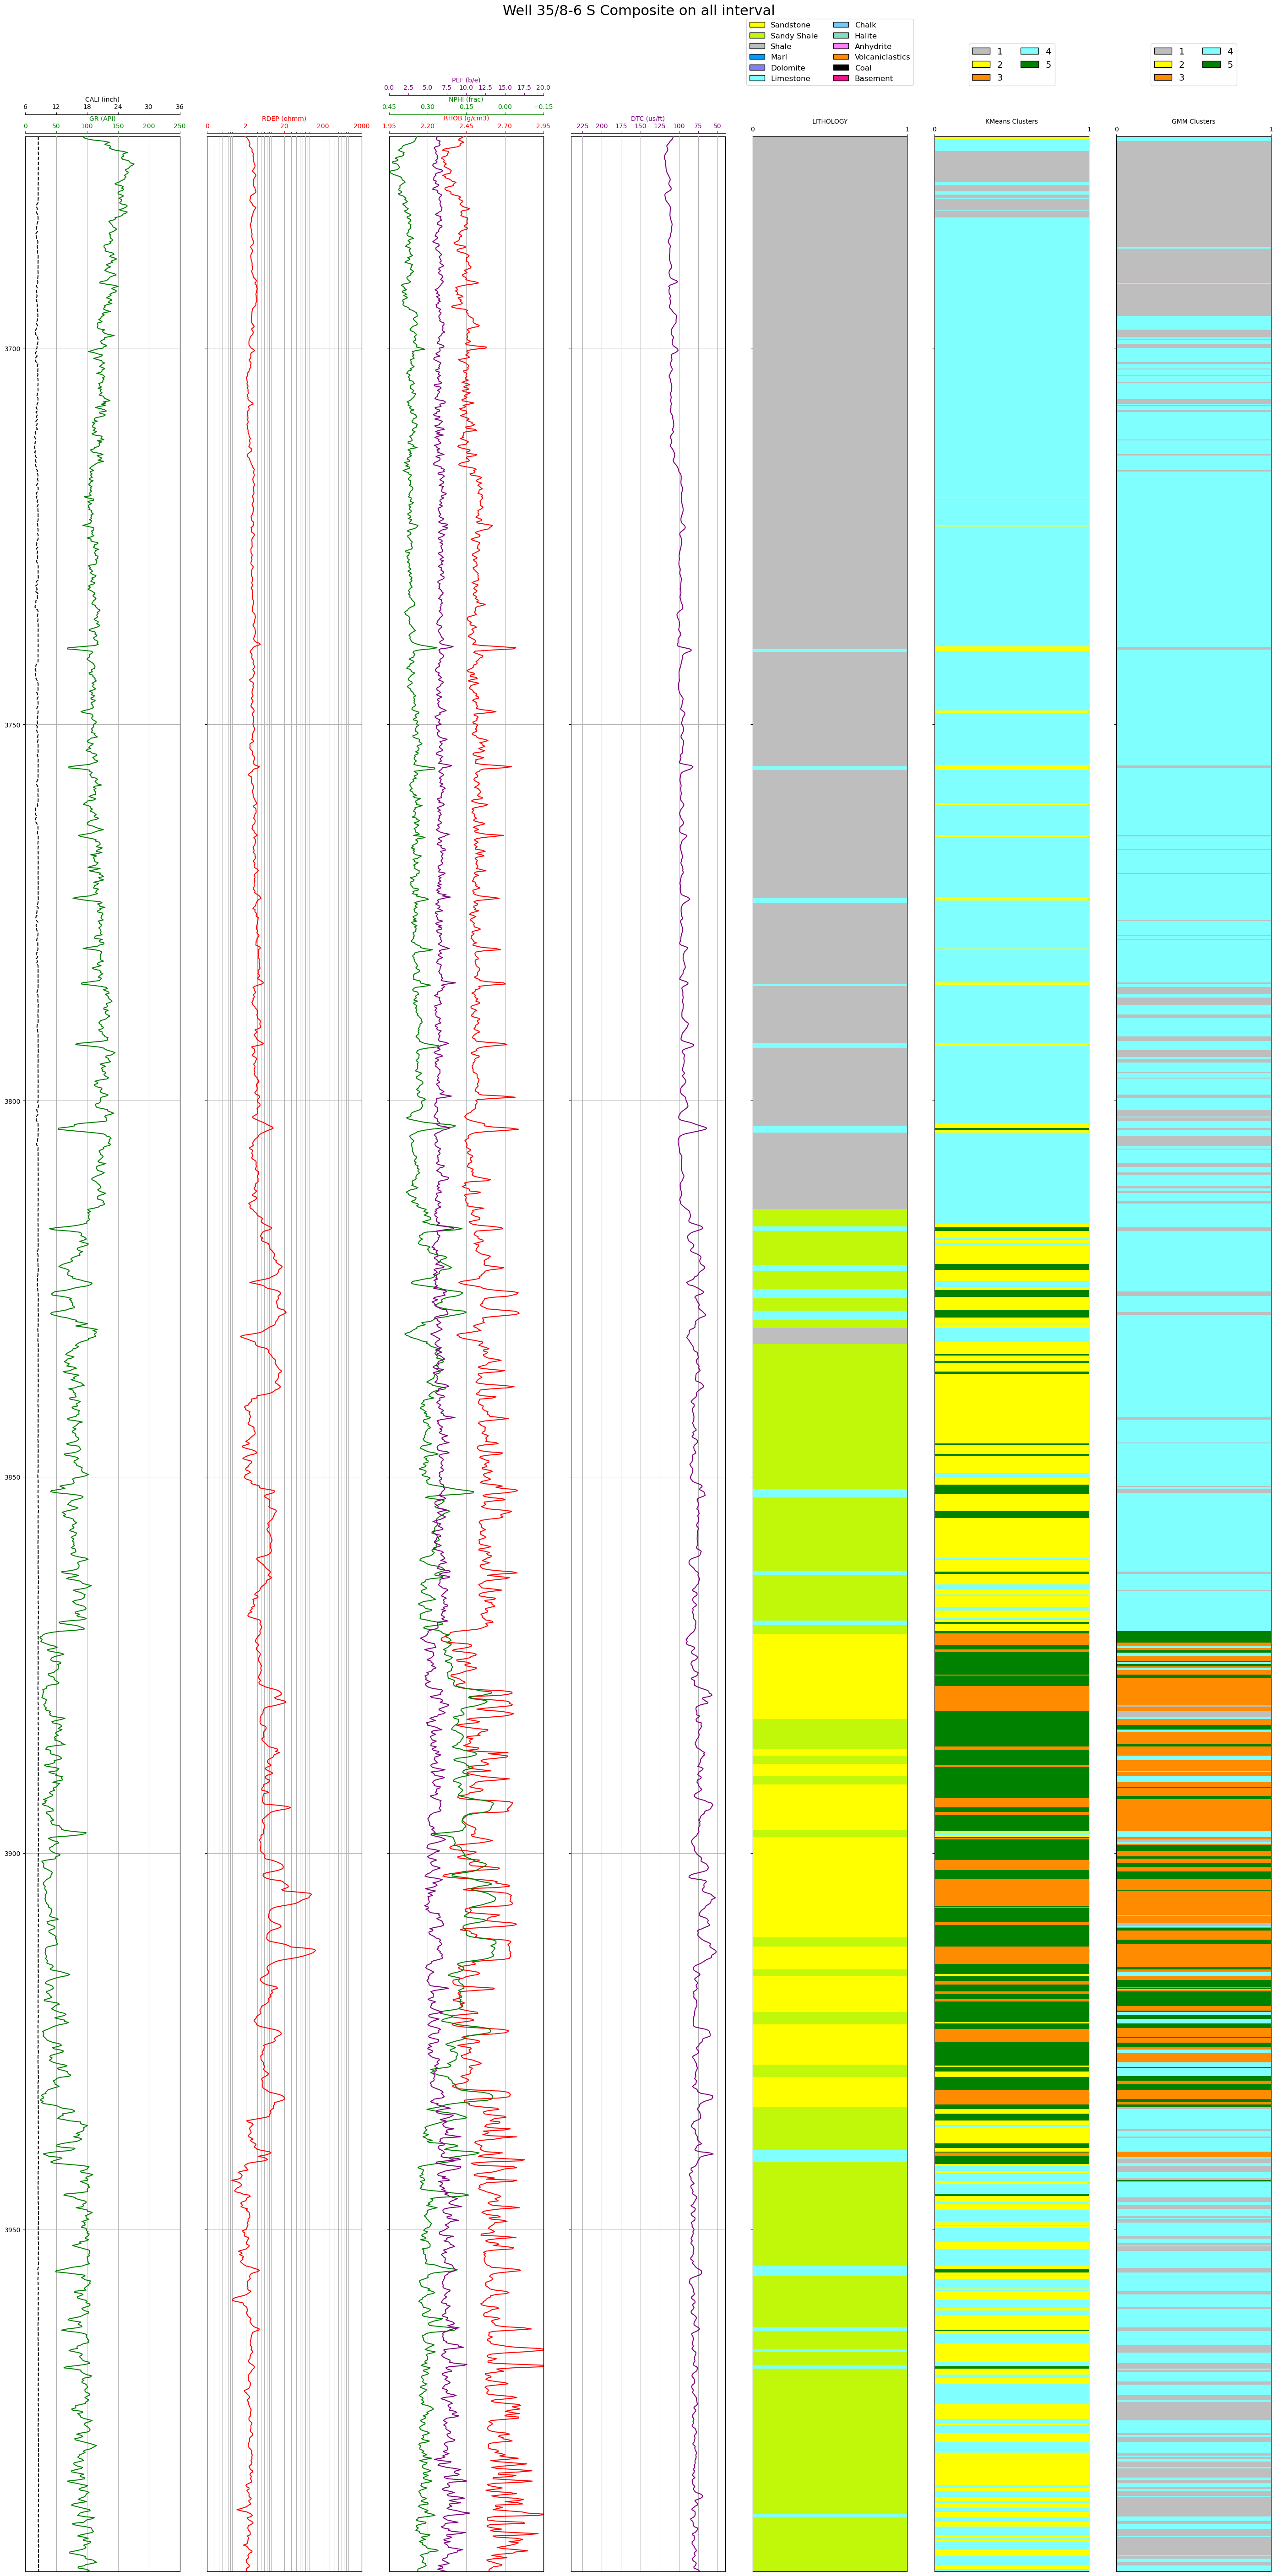 Well 35/8-6 S Composite on all interval
Sandstone Chalk
Sandy Shale Halite
Shale Anhydrite
Marl Volcaniclastics
Dolomite Coal
Limestone Basement
1 4
2 5
3
1 4
2 5
3
PEF (b/e)
0.0 2.5 5.0 7.5 10.0 12.5 15.0 17.5 20.0
CALI (inch)
6 12 18 24 30 36
NPHI (frac)
0.45 0.30 0.15 0.00 −0.15
GR (API)
0 50 100 150 200 250
RDEP (ohmm)
0 2 20 200 2000
RHOB (g/cm3)
1.95 2.20 2.45 2.70 2.95
DTC (us/ft)
225 200 175 150 125 100 75 50
LITHOLOGY
0 1
KMeans Clusters
0 1
GMM Clusters
0 1
3700
3750
3800
3850
3900
3950